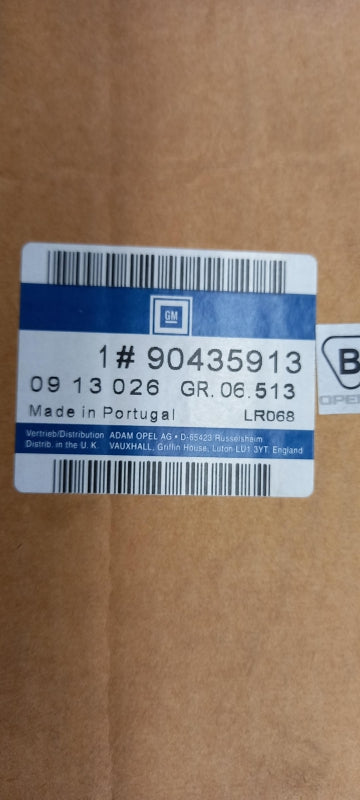 GM
1# 90435913
09 13 026 GR. 06.513
Made in Portugal LR068
Vertrieb/Distribution ADAM OPEL AG • D-65423 Rüsselsheim
Distrib. in the U. K. VAUXHALL, Griffin House, Luton LU1 3YT, England
B
OPE